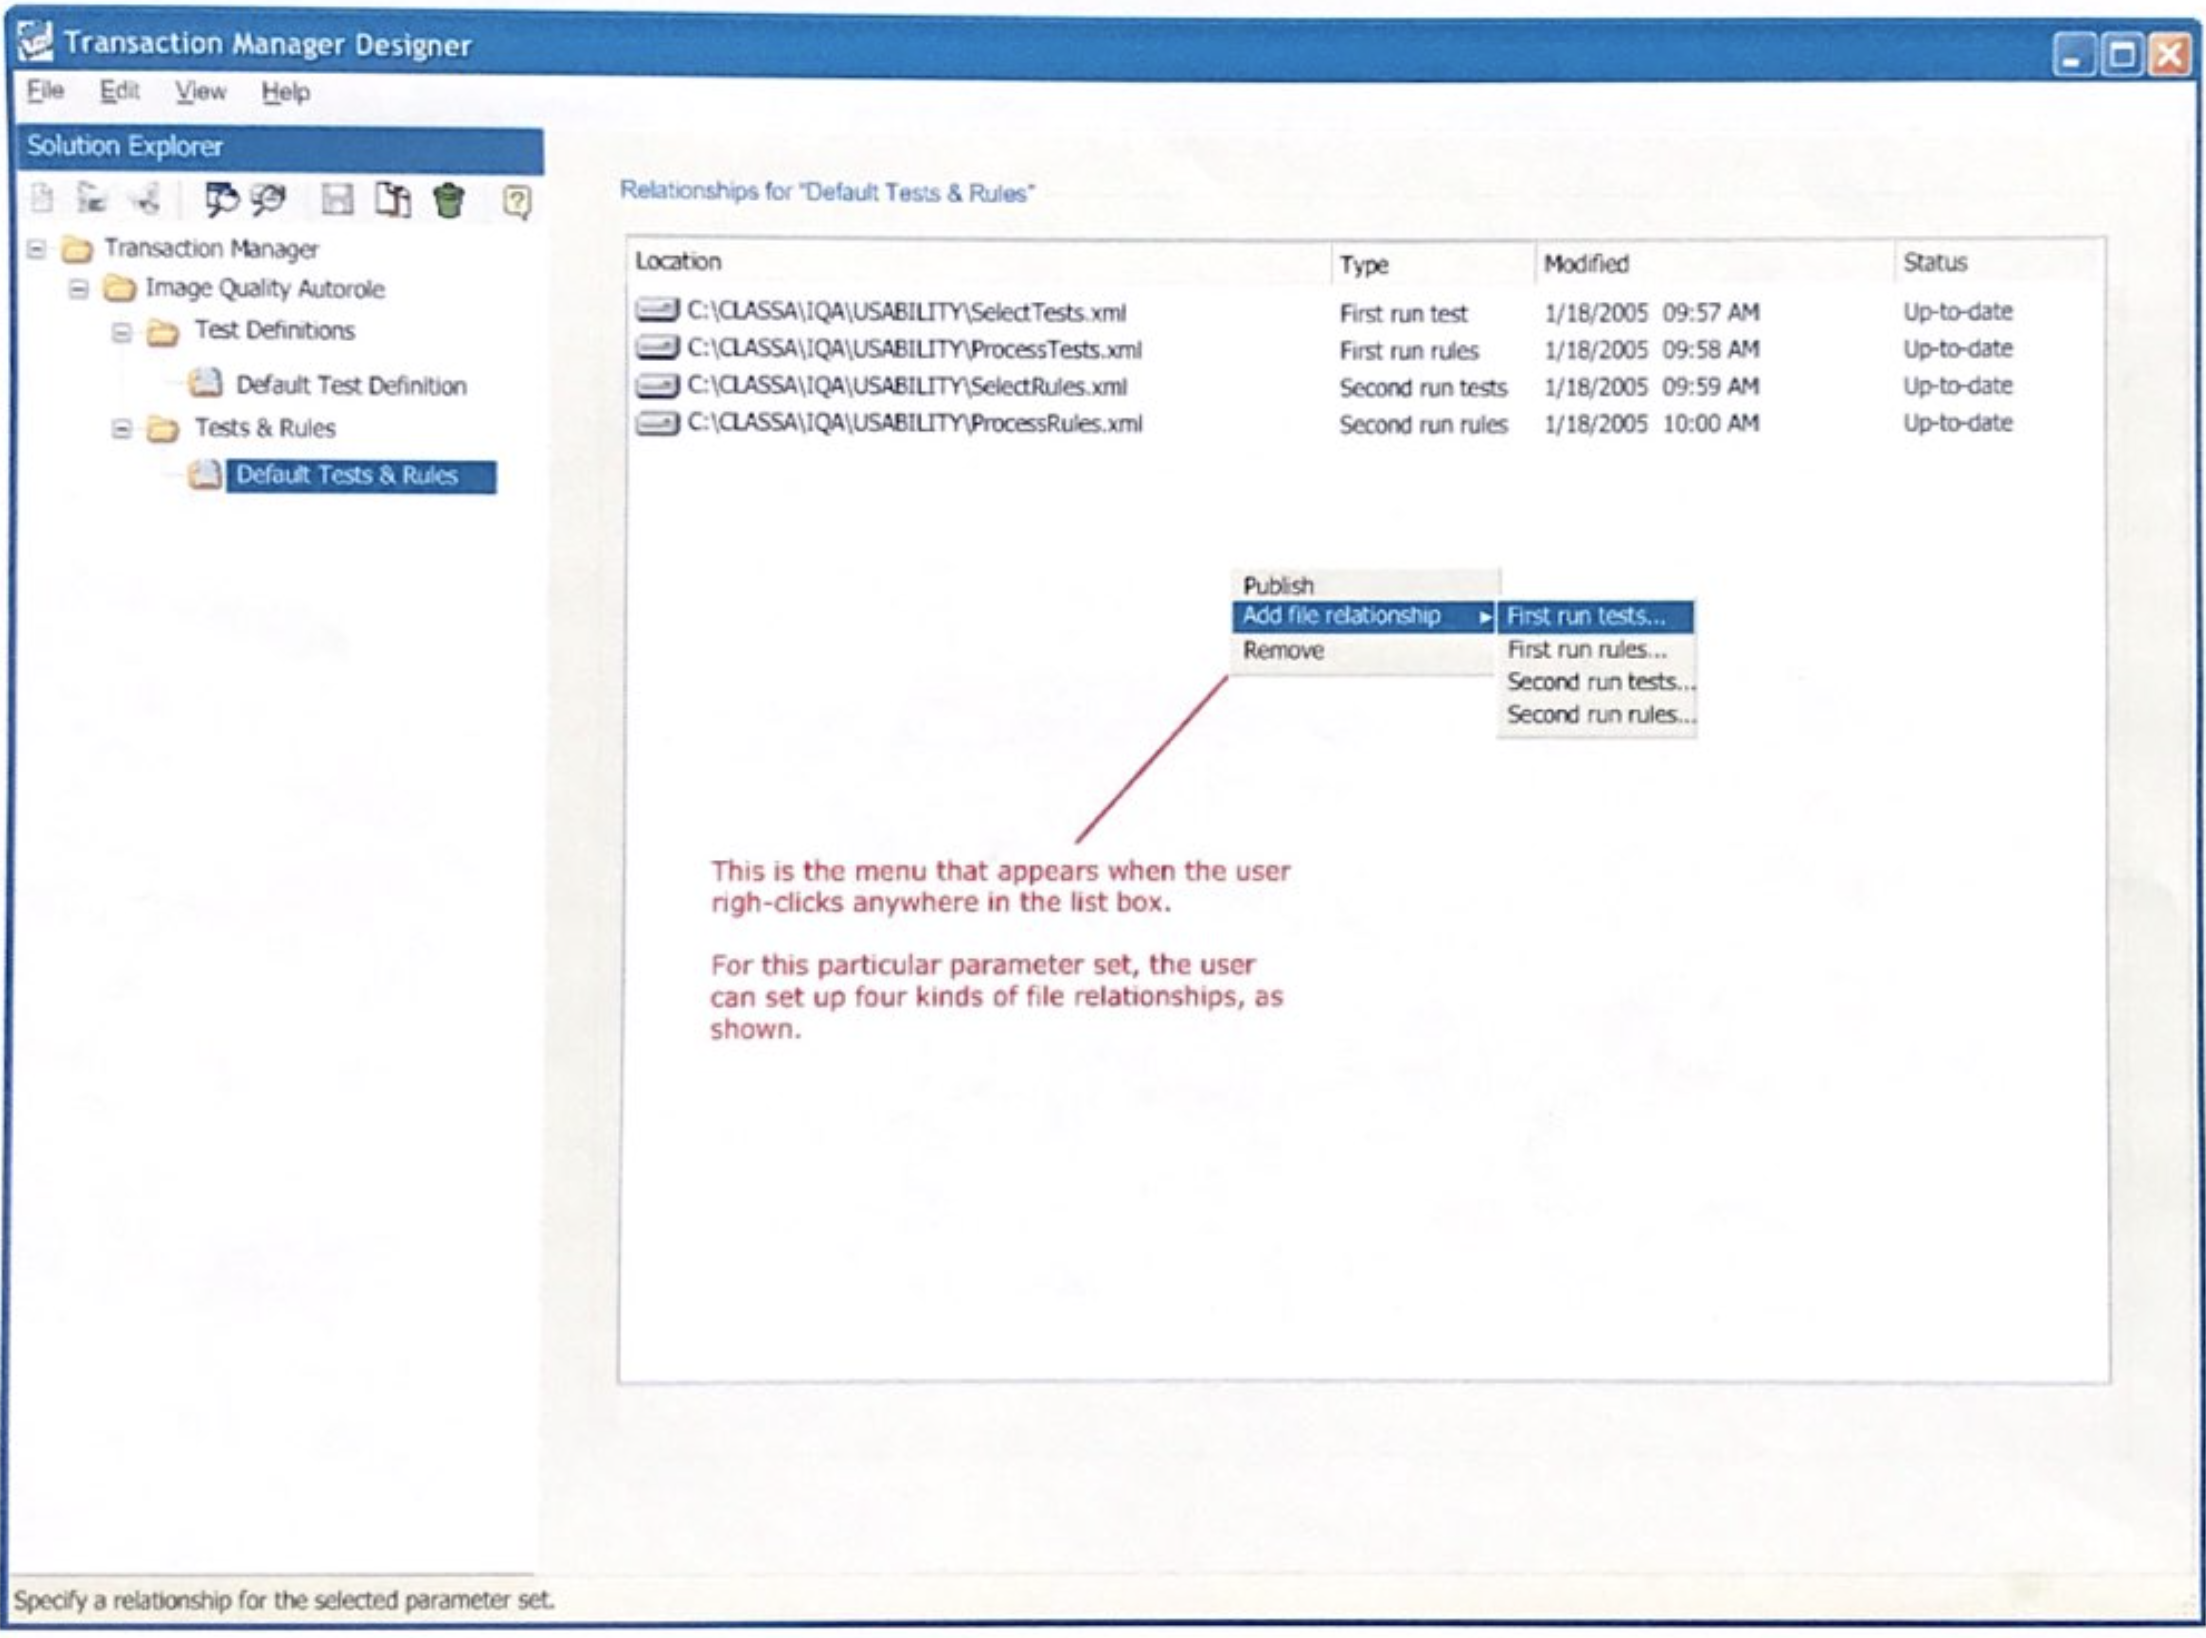 Transaction Manager Designer
File Edit View Help
Solution Explorer
Relationships for "Default Tests & Rules"
Transaction Manager
Image Quality Autorole
Test Definitions
Default Test Definition
Tests & Rules
Default Tests & Rules
Location Type Modified Status
C:\CLASSA\IQA\USABILITY\SelectTests.xml First run test 1/18/2005 09:57 AM Up-to-date
C:\CLASSA\IQA\USABILITY\ProcessTests.xml First run rules 1/18/2005 09:58 AM Up-to-date
C:\CLASSA\IQA\USABILITY\SelectRules.xml Second run tests 1/18/2005 09:59 AM Up-to-date
C:\CLASSA\IQA\USABILITY\ProcessRules.xml Second run rules 1/18/2005 10:00 AM Up-to-date
Publish
Add file relationship
Remove
First run tests...
First run rules...
Second run tests...
Second run rules...
This is the menu that appears when the user
righ-clicks anywhere in the list box.
For this particular parameter set, the user
can set up four kinds of file relationships, as
shown.
Specify a relationship for the selected parameter set.